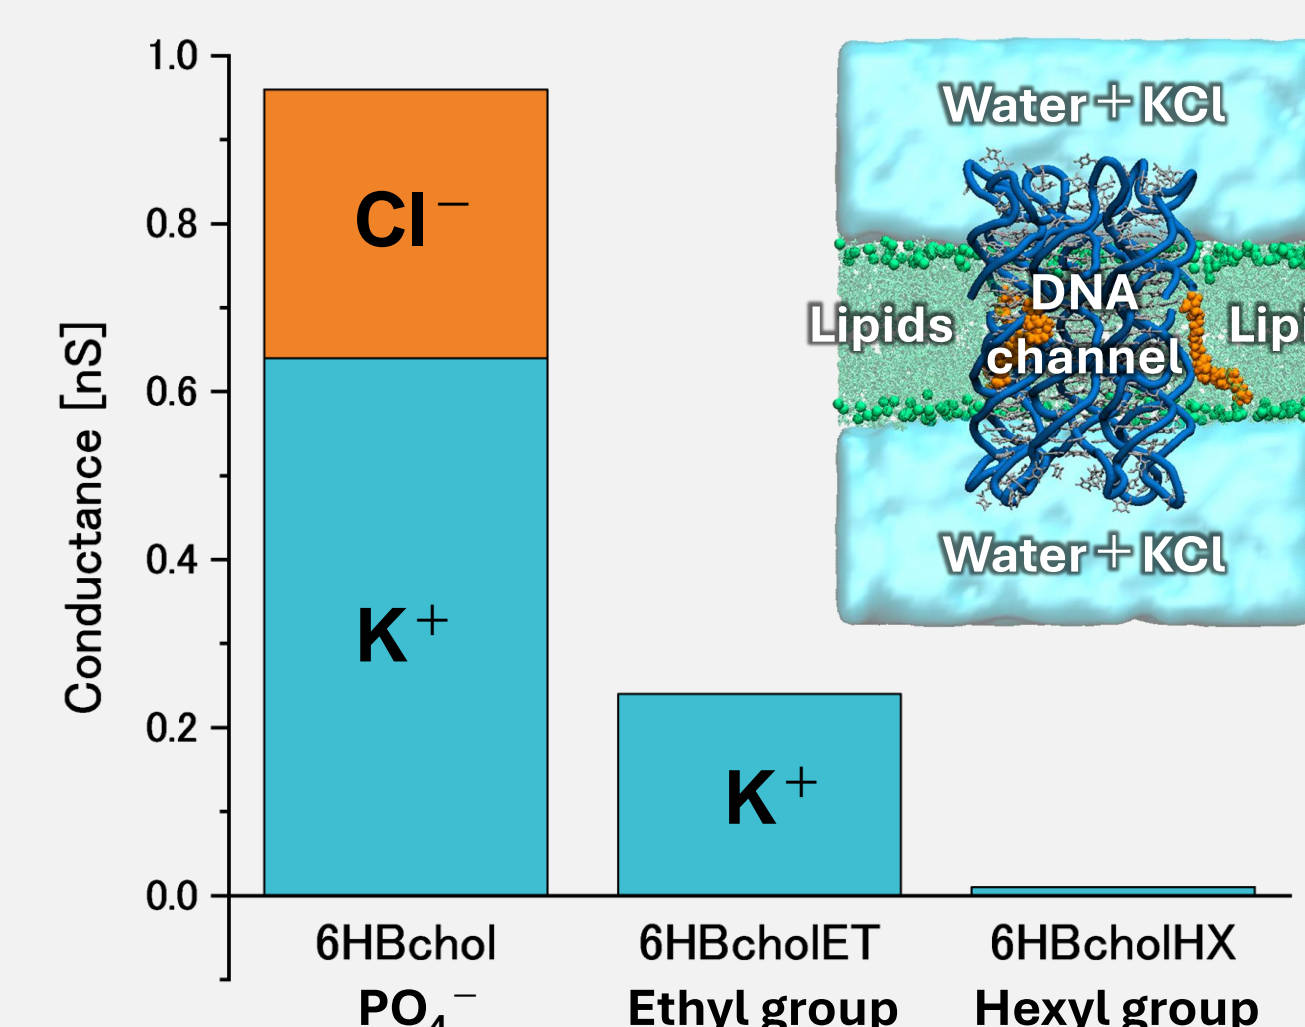 1.0
0.8
0.6
0.4
0.2
0.0
Conductance [nS]
Cl⁻
K⁺
K⁺
6HBchol
6HBcholET
6HBcholHX
PO₄⁻
Ethyl group
Hexyl group
Water+KCl
Lipids
DNA
channel
Lipi
Water+KCl